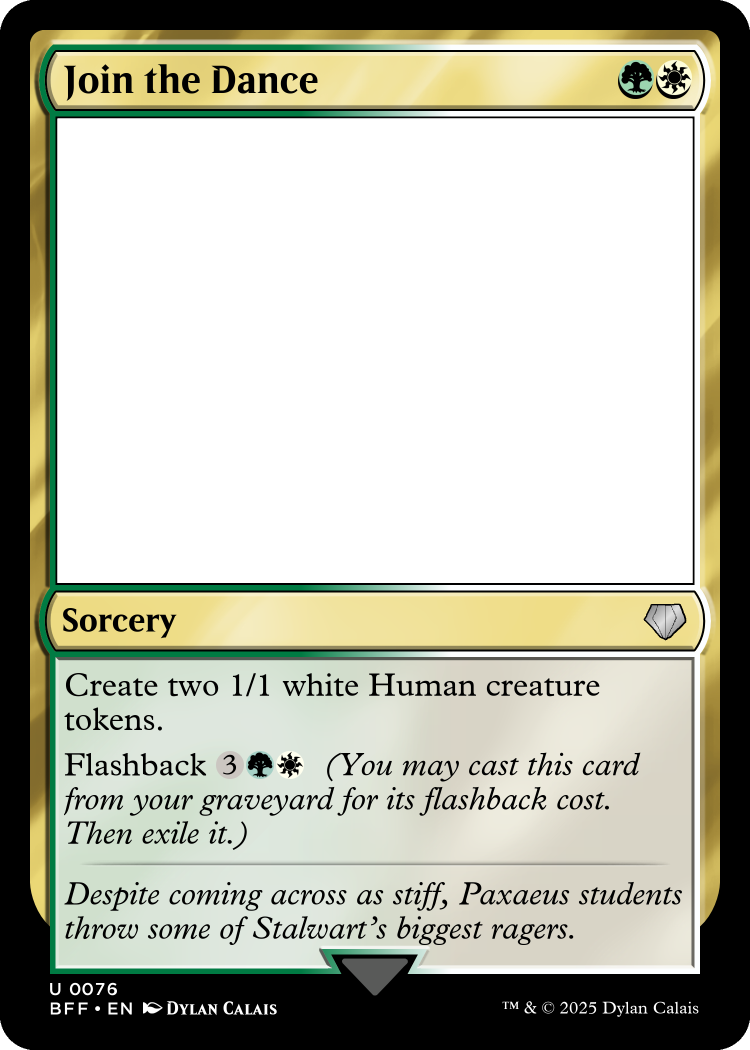 Join the Dance
Sorcery
Create two 1/1 white Human creature
tokens.
Flashback 3 (You may cast this card
from your graveyard for its flashback cost.
Then exile it.)
Despite coming across as stiff, Paxaeus students
throw some of Stalwart's biggest ragers.
U 0076
BFF • EN DYLAN CALAIS
™ & © 2025 Dylan Calais